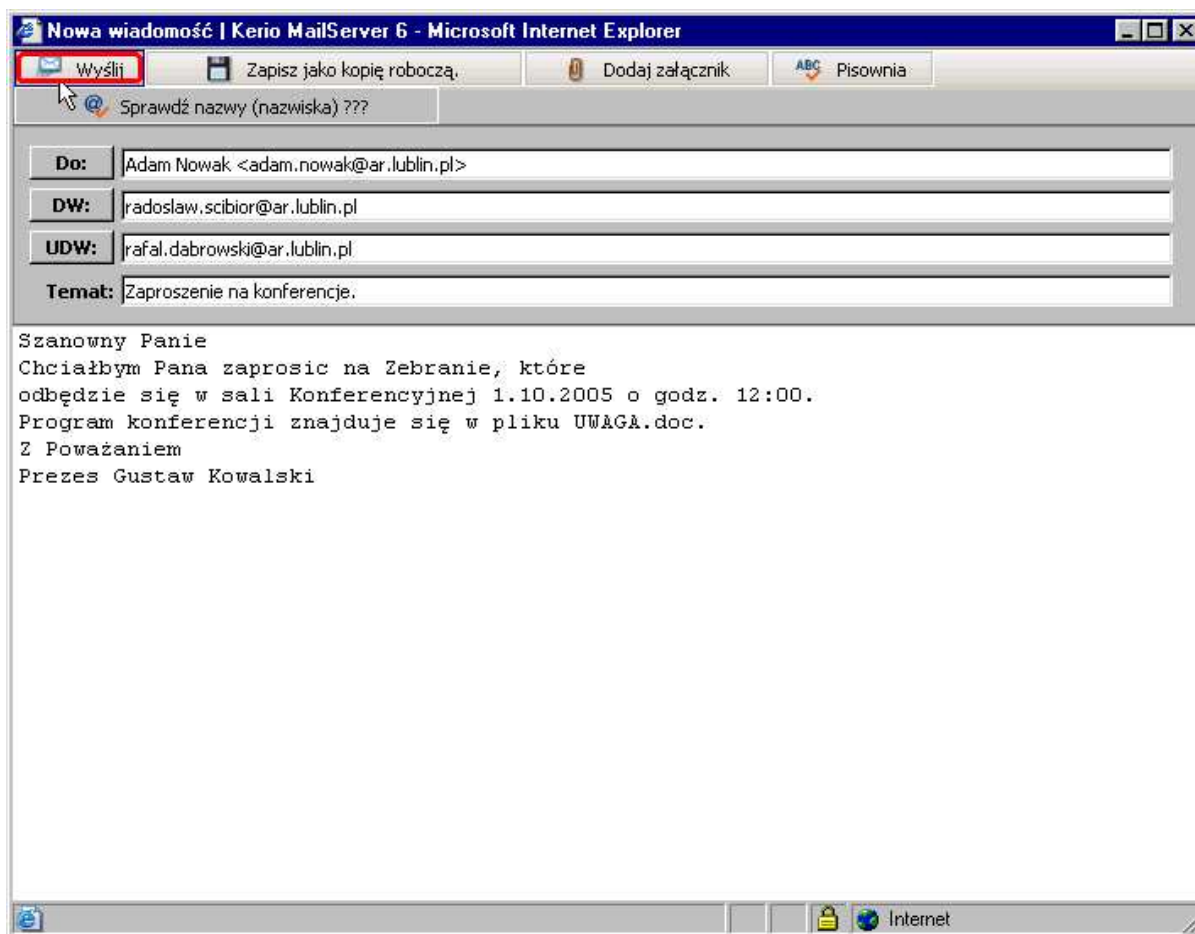 Nowa wiadomość | Kerio MailServer 6 - Microsoft Internet Explorer
Wyślij Zapisz jako kopię roboczą. Dodaj załącznik ABC Pisownia
@ Sprawdź nazwy (nazwiska) ???
Do: Adam Nowak <adam.nowak@ar.lublin.pl>
DW: radoslaw.scibior@ar.lublin.pl
UDW: rafal.dabrowski@ar.lublin.pl
Temat: Zaproszenie na konferencje.
Szanowny Panie
Chciałbym Pana zaprosic na Zebranie, które
odbędzie się w sali Konferencyjnej 1.10.2005 o godz. 12:00.
Program konferencji znajduje się w pliku UWAGA.doc.
Z Poważaniem
Prezes Gustaw Kowalski
Internet